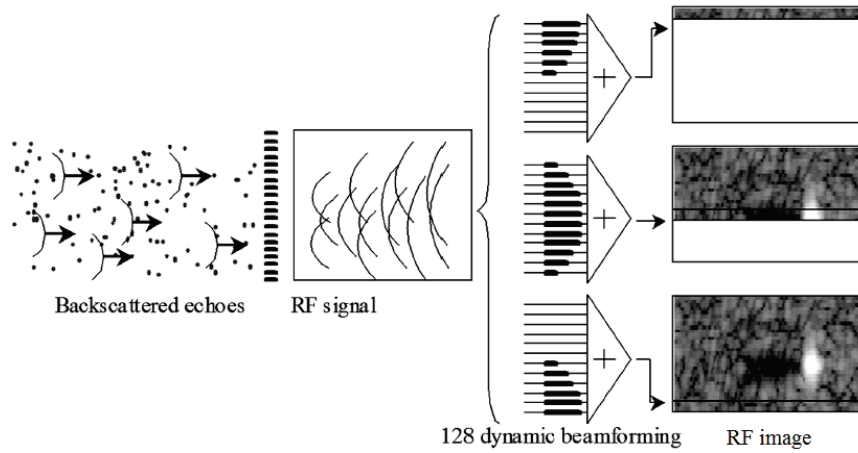 Backscattered echoes
RF signal
128 dynamic beamforming
RF image
+
+
+